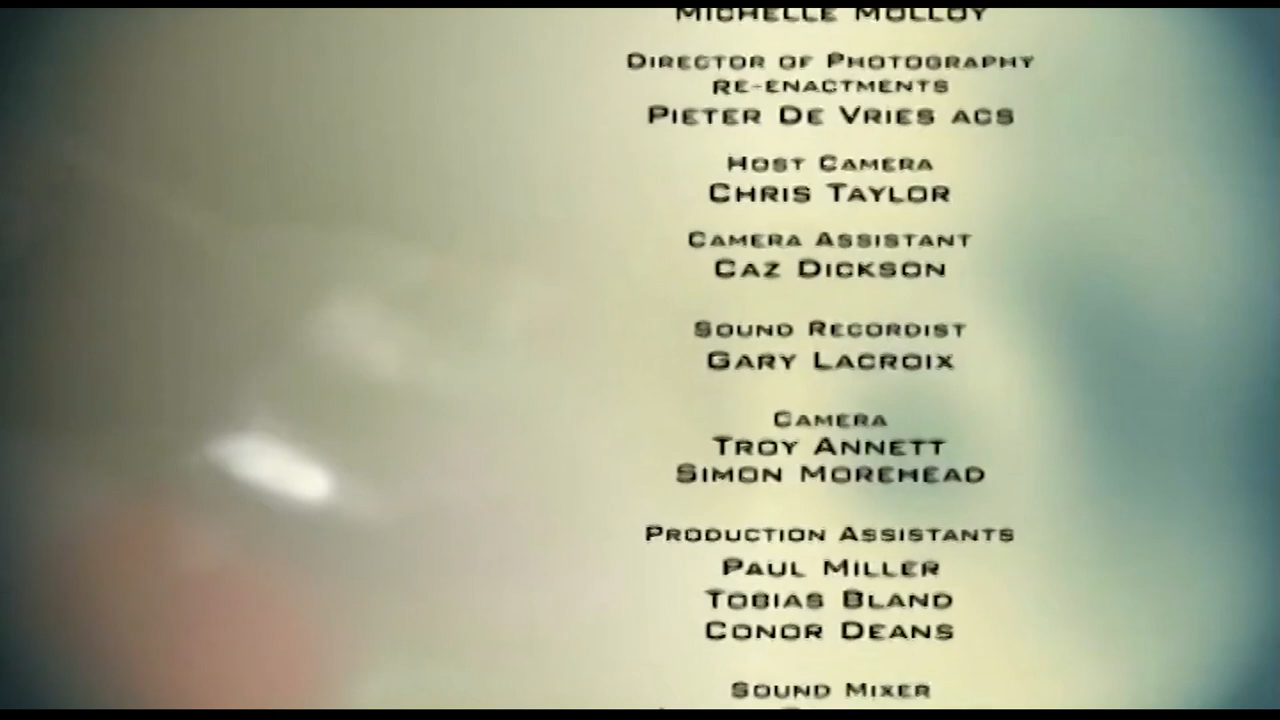 MICHELLE MOLLOY
DIRECTOR OF PHOTOGRAPHY
RE-ENACTMENTS
PIETER DE VRIES ACS
HOST CAMERA
CHRIS TAYLOR
CAMERA ASSISTANT
CAZ DICKSON
SOUND RECORDIST
GARY LACROIX
CAMERA
TROY ANNETT
SIMON MOREHEAD
PRODUCTION ASSISTANTS
PAUL MILLER
TOBIAS BLAND
CONOR DEANS
SOUND MIXER